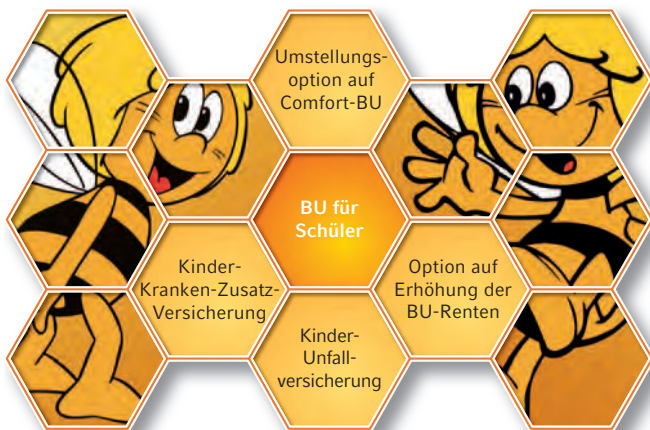 Umstellungs-
option auf
Comfort-BU
BU für
Schüler
Kinder-
Kranken-Zusatz-
Versicherung
Option auf
Erhöhung der
BU-Renten
Kinder-
Unfall-
versicherung